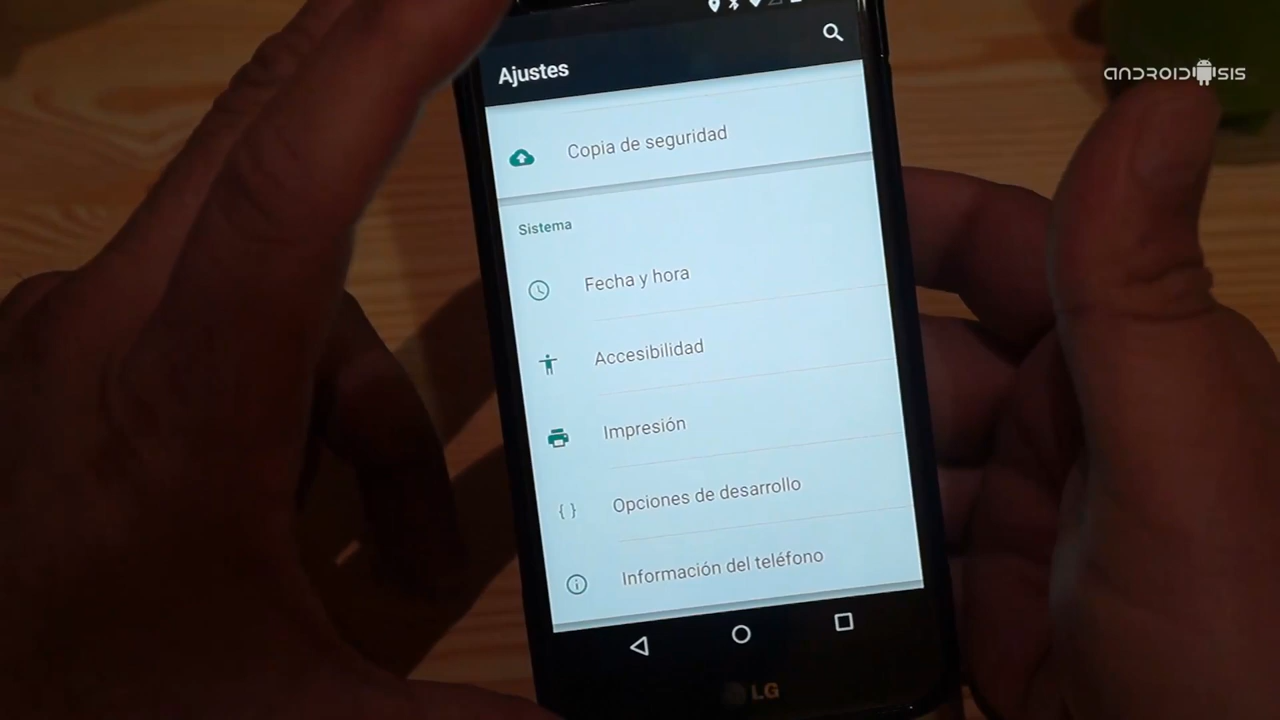 Ajustes
ANDROIDSIS
Copia de seguridad
Sistema
Fecha y hora
Accesibilidad
Impresión
{ } Opciones de desarrollo
Información del teléfono
LG